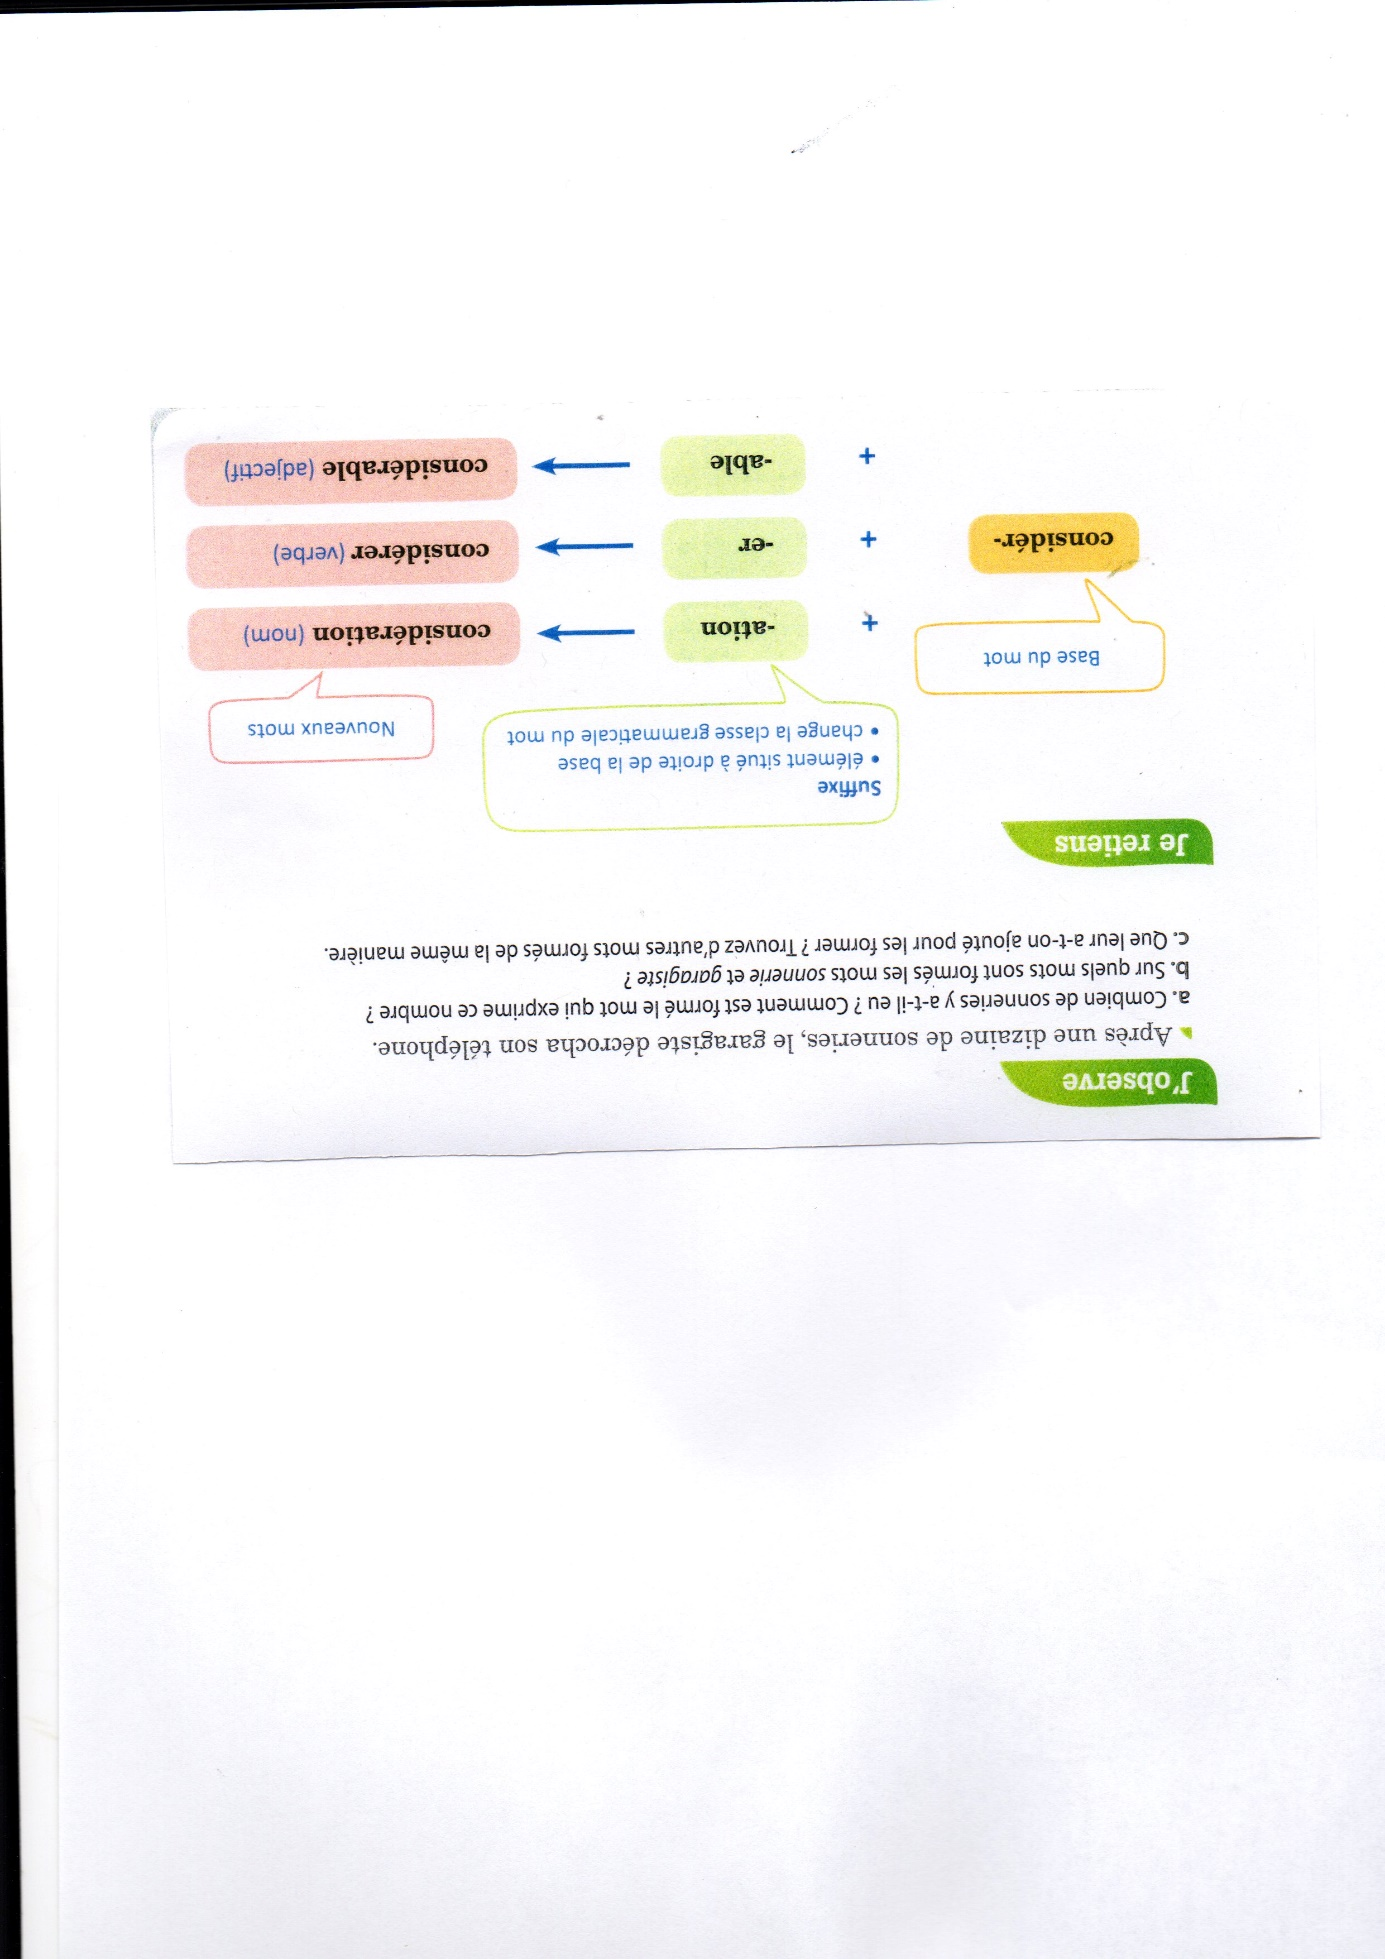 J'observe
Après une dizaine de sonneries, le garagiste décrocha son téléphone.
a. Combien de sonneries y a-t-il eu ? Comment est formé le mot qui exprime ce nombre ?
b. Sur quels mots sont formés les mots sonnerie et garagiste ?
c. Que leur a-t-on ajouté pour les former ? Trouvez d'autres mots formés de la même manière.
Je retiens
Suffixe
• élément situé à droite de la base
• change la classe grammaticale du mot
Nouveaux mots
Base du mot
+ -ation considération (nom)
considér- + -er considérer (verbe)
+ -able considérable (adjectif)